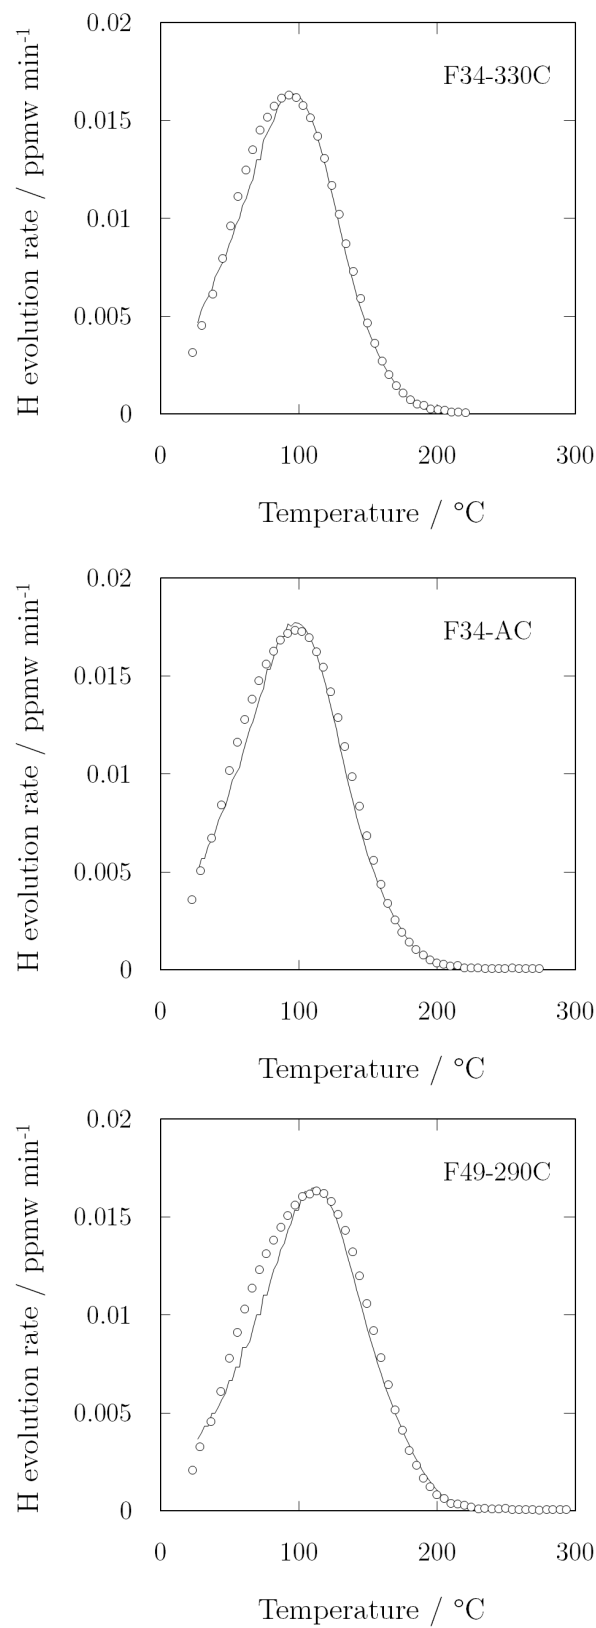 0.02
F34-330C
0.015
0.01
0.005
0
H evolution rate / ppmw min-1
0 100 200 300
Temperature / °C
0.02
F34-AC
0.015
0.01
0.005
0
H evolution rate / ppmw min-1
0 100 200 300
Temperature / °C
0.02
F49-290C
0.015
0.01
0.005
0
H evolution rate / ppmw min-1
0 100 200 300
Temperature / °C